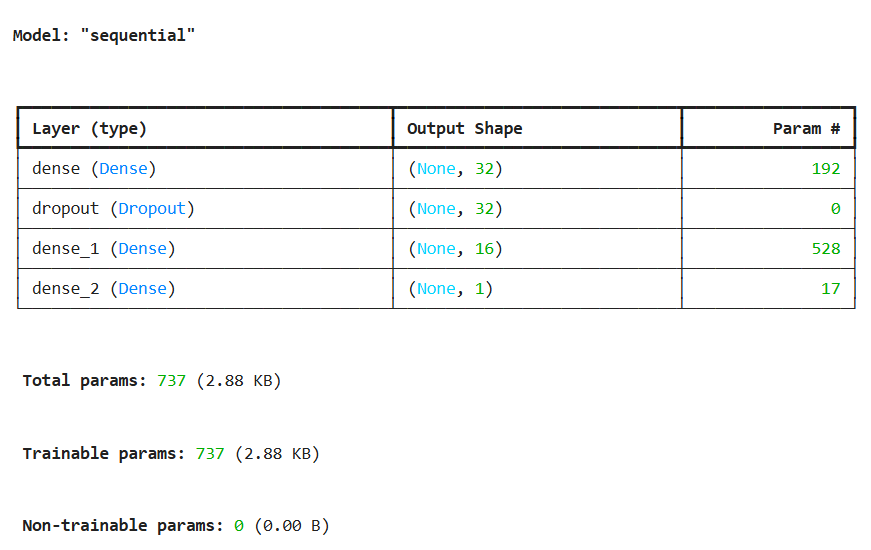 Model: "sequential"
Layer (type) Output Shape Param #
dense (Dense) (None, 32) 192
dropout (Dropout) (None, 32) 0
dense_1 (Dense) (None, 16) 528
dense_2 (Dense) (None, 1) 17
Total params: 737 (2.88 KB)
Trainable params: 737 (2.88 KB)
Non-trainable params: 0 (0.00 B)